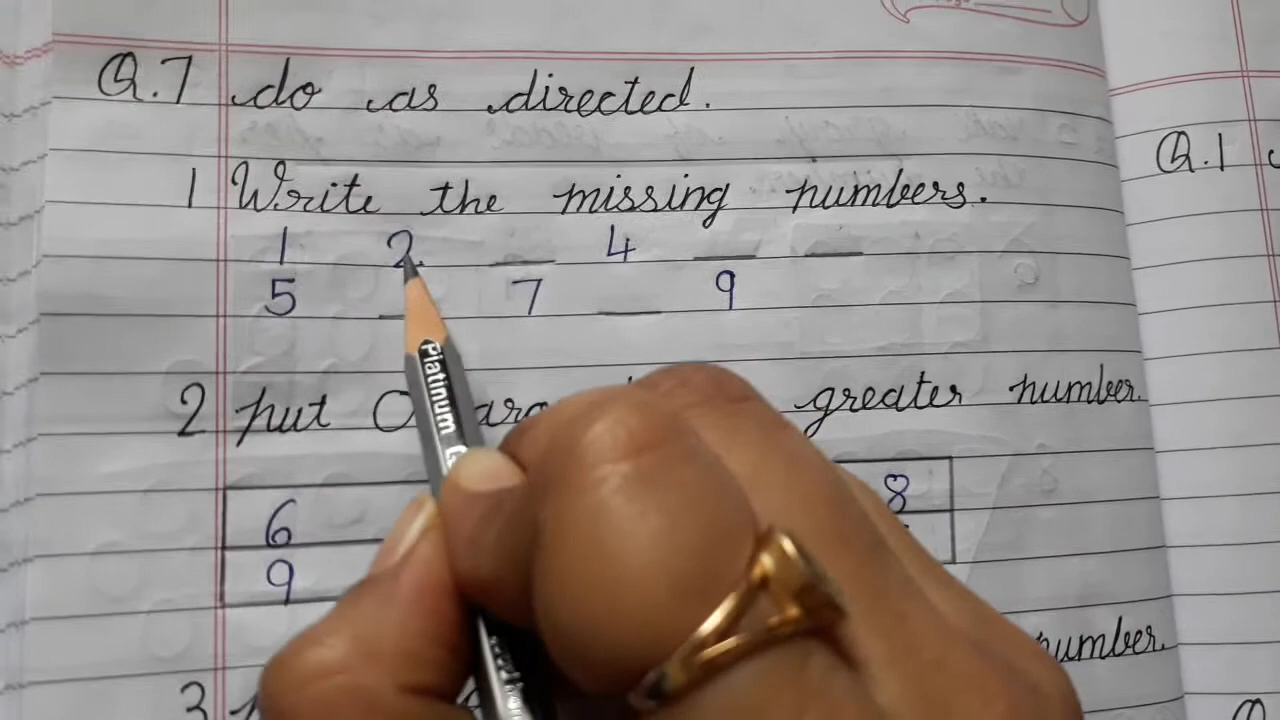 Q.7 do as directed.
1 Write the missing numbers.
1 2 __ 4 __ __
5 __ 7 __ 9
2 put greater number.
6 8
9
number.
3
Q.1
Platinum